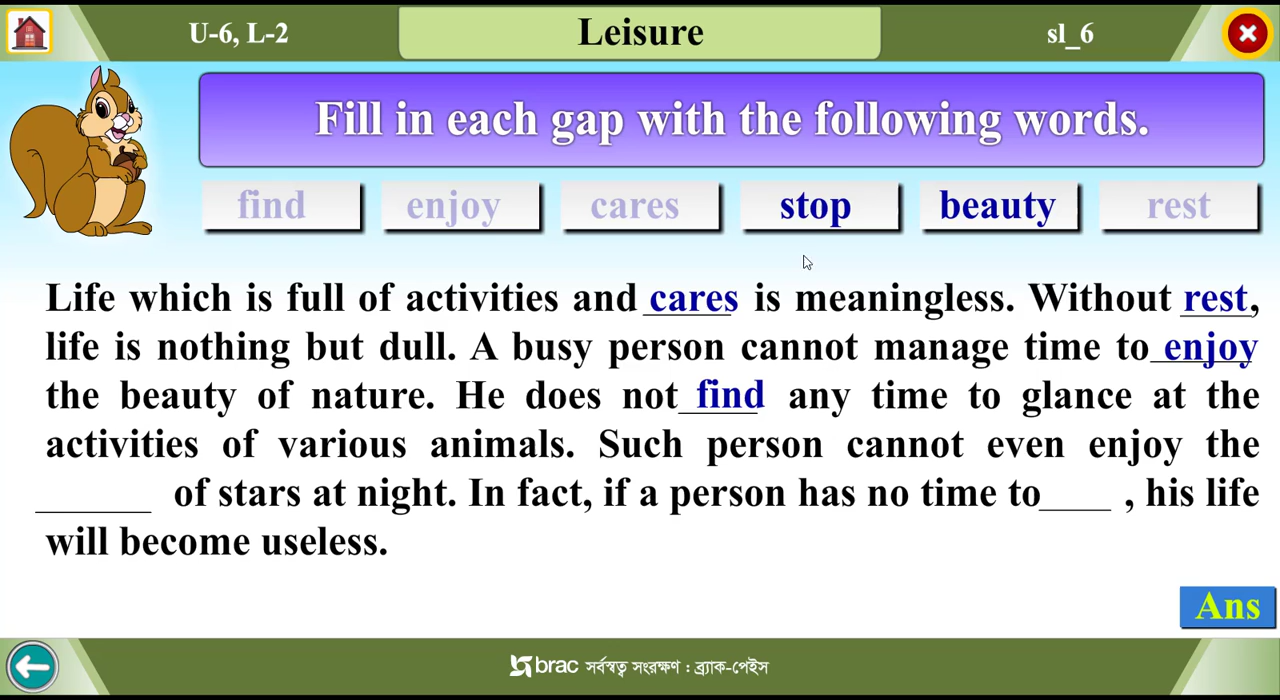 U-6, L-2 Leisure sl_6
Fill in each gap with the following words.
find enjoy cares stop beauty rest
Life which is full of activities and cares is meaningless. Without rest,
life is nothing but dull. A busy person cannot manage time to enjoy
the beauty of nature. He does not find any time to glance at the
activities of various animals. Such person cannot even enjoy the
______ of stars at night. In fact, if a person has no time to____ , his life
will become useless.
Ans
brac সর্বস্বত্ব সংরক্ষণ : ব্র্যাক-পেইস